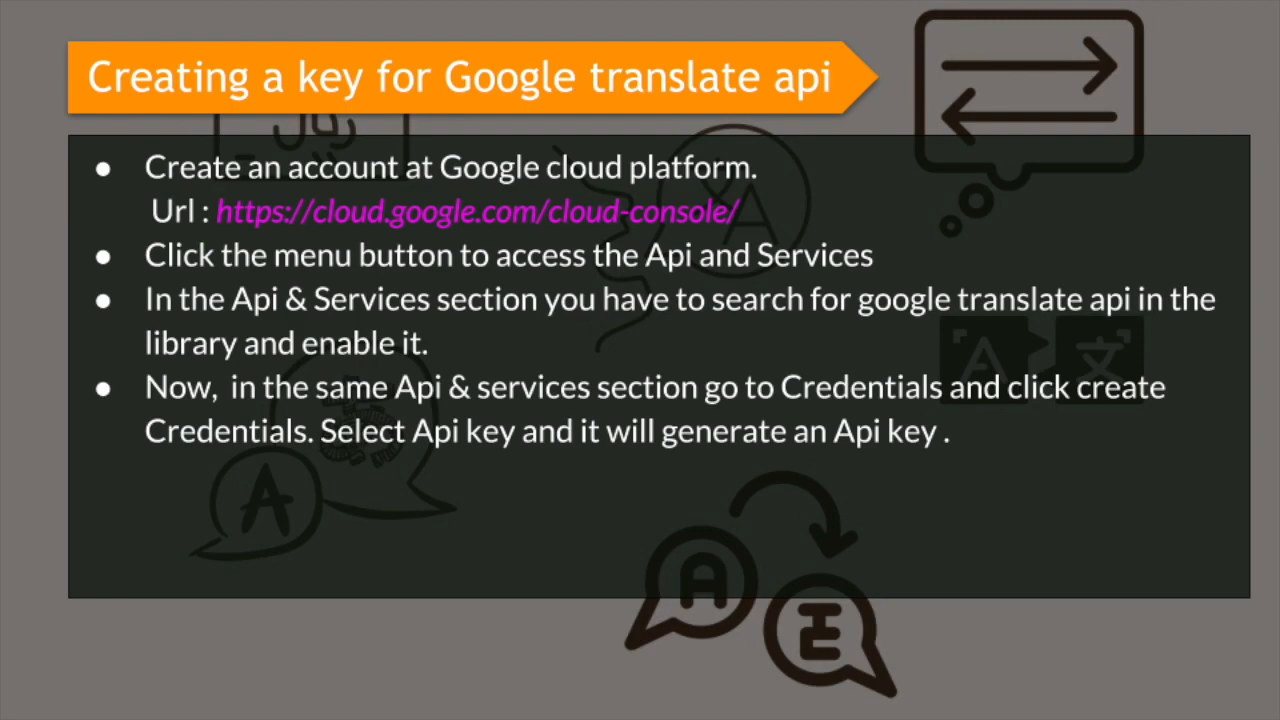 Creating a key for Google translate api
● Create an account at Google cloud platform.
Url : https://cloud.google.com/cloud-console/
● Click the menu button to access the Api and Services
● In the Api & Services section you have to search for google translate api in the
library and enable it.
● Now,  in the same Api & services section go to Credentials and click create
Credentials. Select Api key and it will generate an Api key .
A
文
A
A